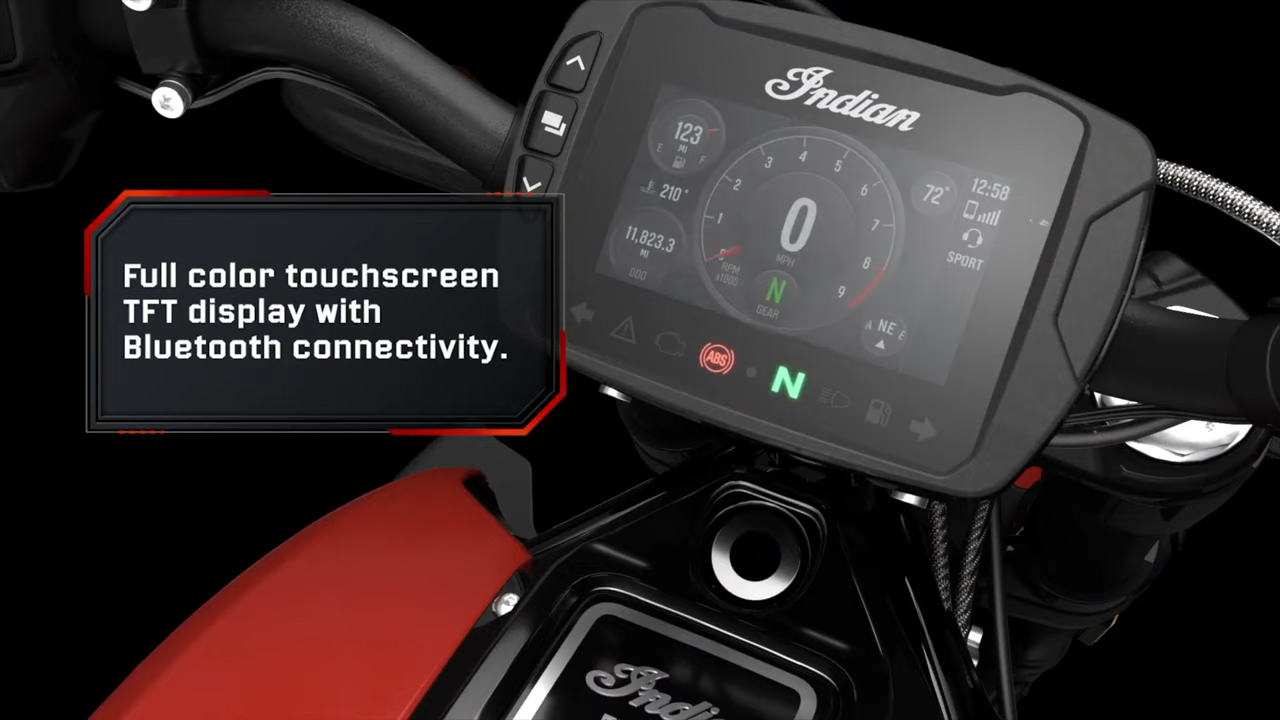 Indian
123
MI
E F
210°
11,823.3
MI
ODO
1
2
3
4
5
6
7
8
9
RPM
x1000
0
MPH
N
GEAR
72°
12:58
SPORT
NE
ABS
N
Full color touchscreen
TFT display with
Bluetooth connectivity.